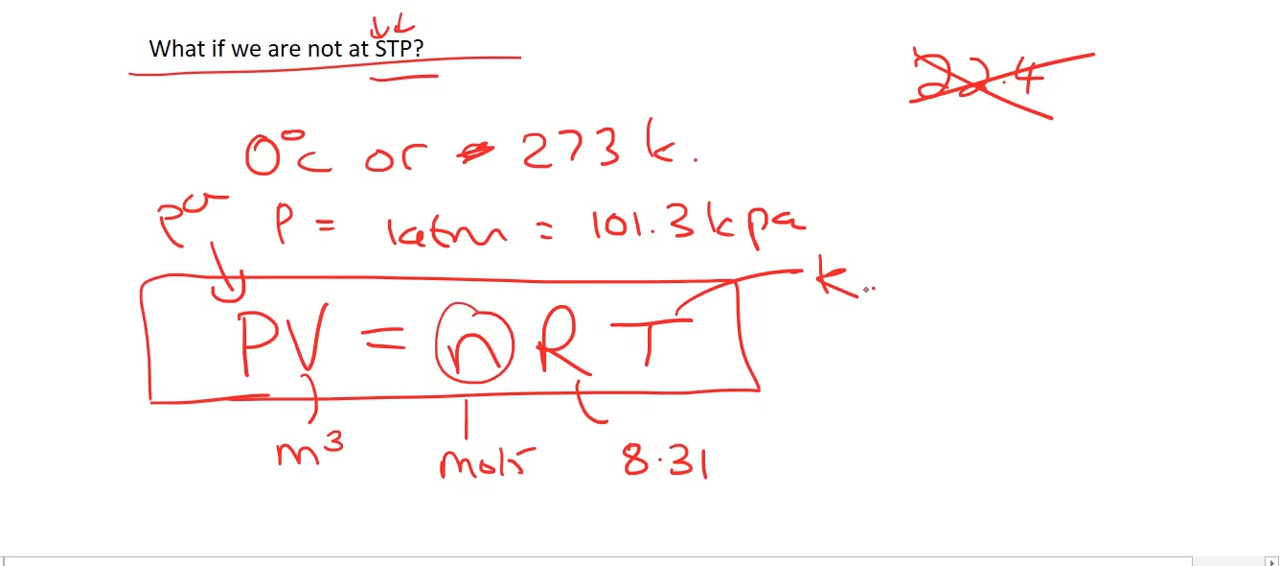 What if we are not at STP?
22.4
0°c or 273 k.
Pa
P = 1atm = 101.3 kpa
k
PV = n R T
m³ mols 8.31